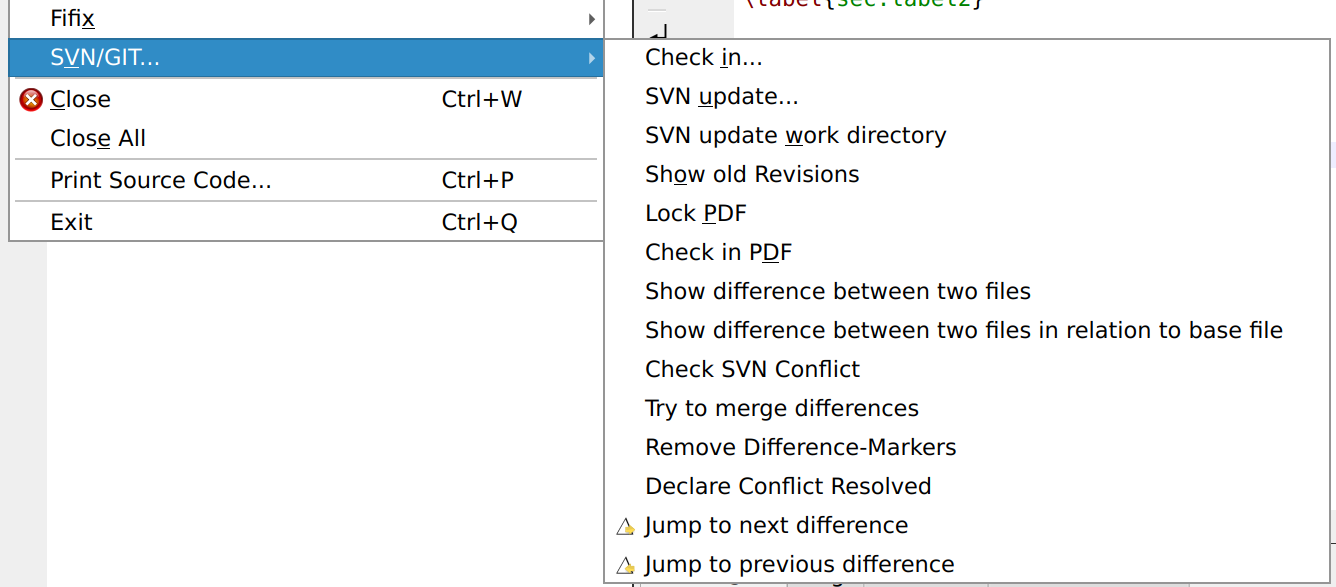 \label{sec:label2}
Fifix
SVN/GIT...
Close Ctrl+W
Close All
Print Source Code... Ctrl+P
Exit Ctrl+Q
Check in...
SVN update...
SVN update work directory
Show old Revisions
Lock PDF
Check in PDF
Show difference between two files
Show difference between two files in relation to base file
Check SVN Conflict
Try to merge differences
Remove Difference-Markers
Declare Conflict Resolved
Jump to next difference
Jump to previous difference